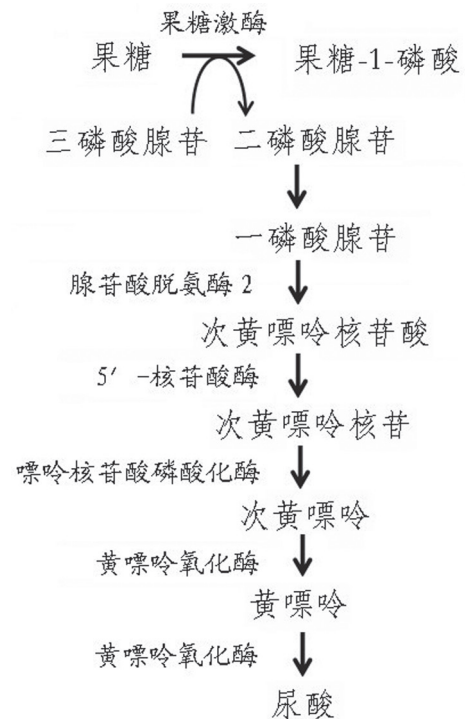 果糖激酶
果糖 果糖-1-磷酸
三磷酸腺苷 二磷酸腺苷
一磷酸腺苷
腺苷酸脱氨酶2
次黄嘌呤核苷酸
5′-核苷酸酶
次黄嘌呤核苷
嘌呤核苷酸磷酸化酶
次黄嘌呤
黄嘌呤氧化酶
黄嘌呤
黄嘌呤氧化酶
尿酸